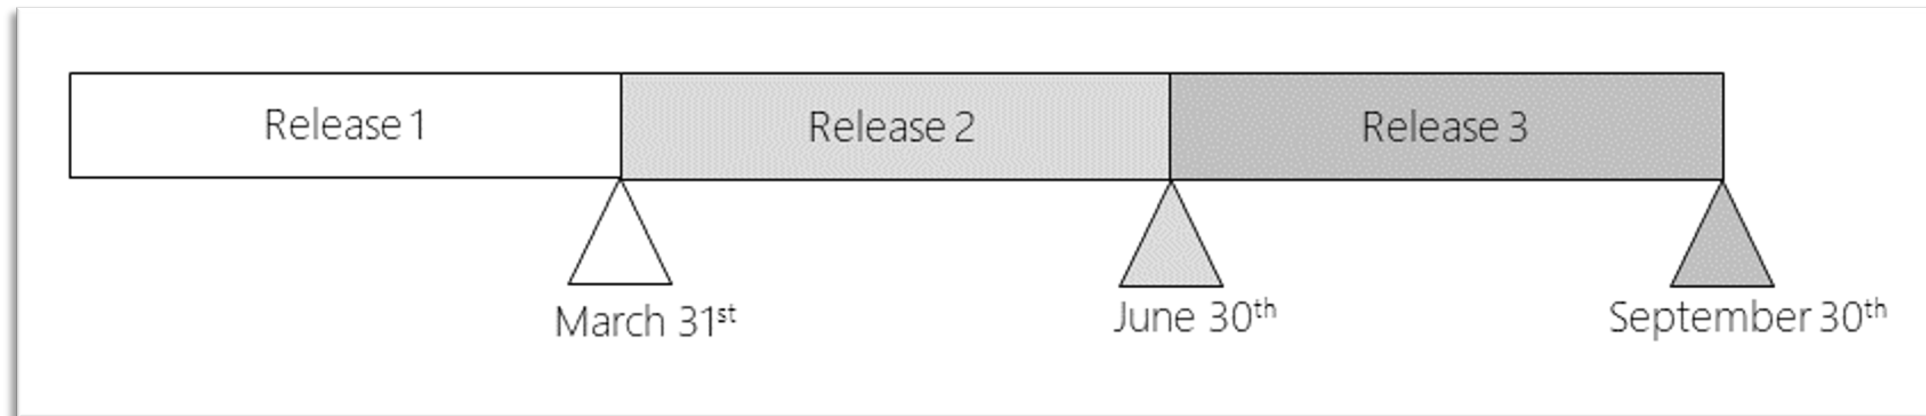 Release 1
Release 2
Release 3
March 31st
June 30th
September 30th